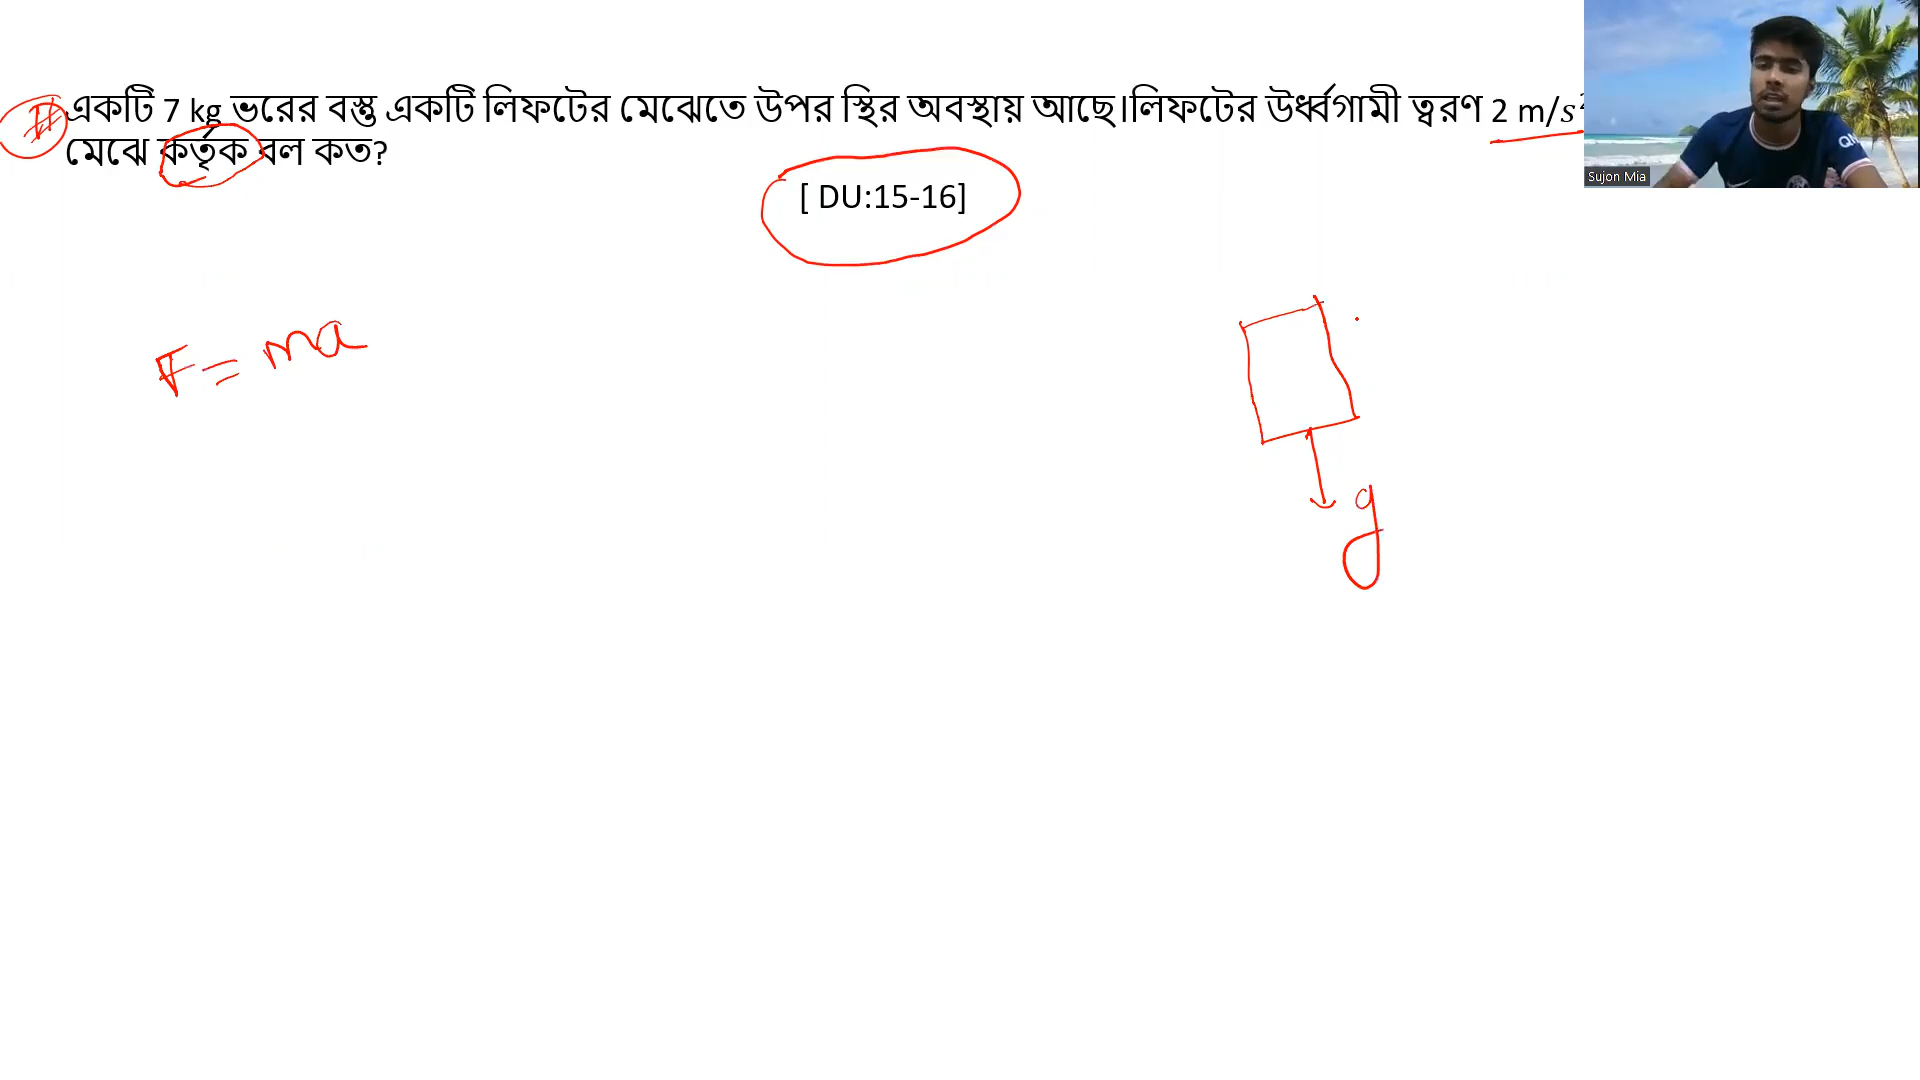 # একটি 7 kg ভরের বস্তু একটি লিফটের মেঝেতে উপর স্থির অবস্থায় আছে।লিফটের উর্ধ্বগামী ত্বরণ 2 m/s²
মেঝে কর্তৃক বল কত?
[ DU:15-16]
Sujon Mia
F = ma
g